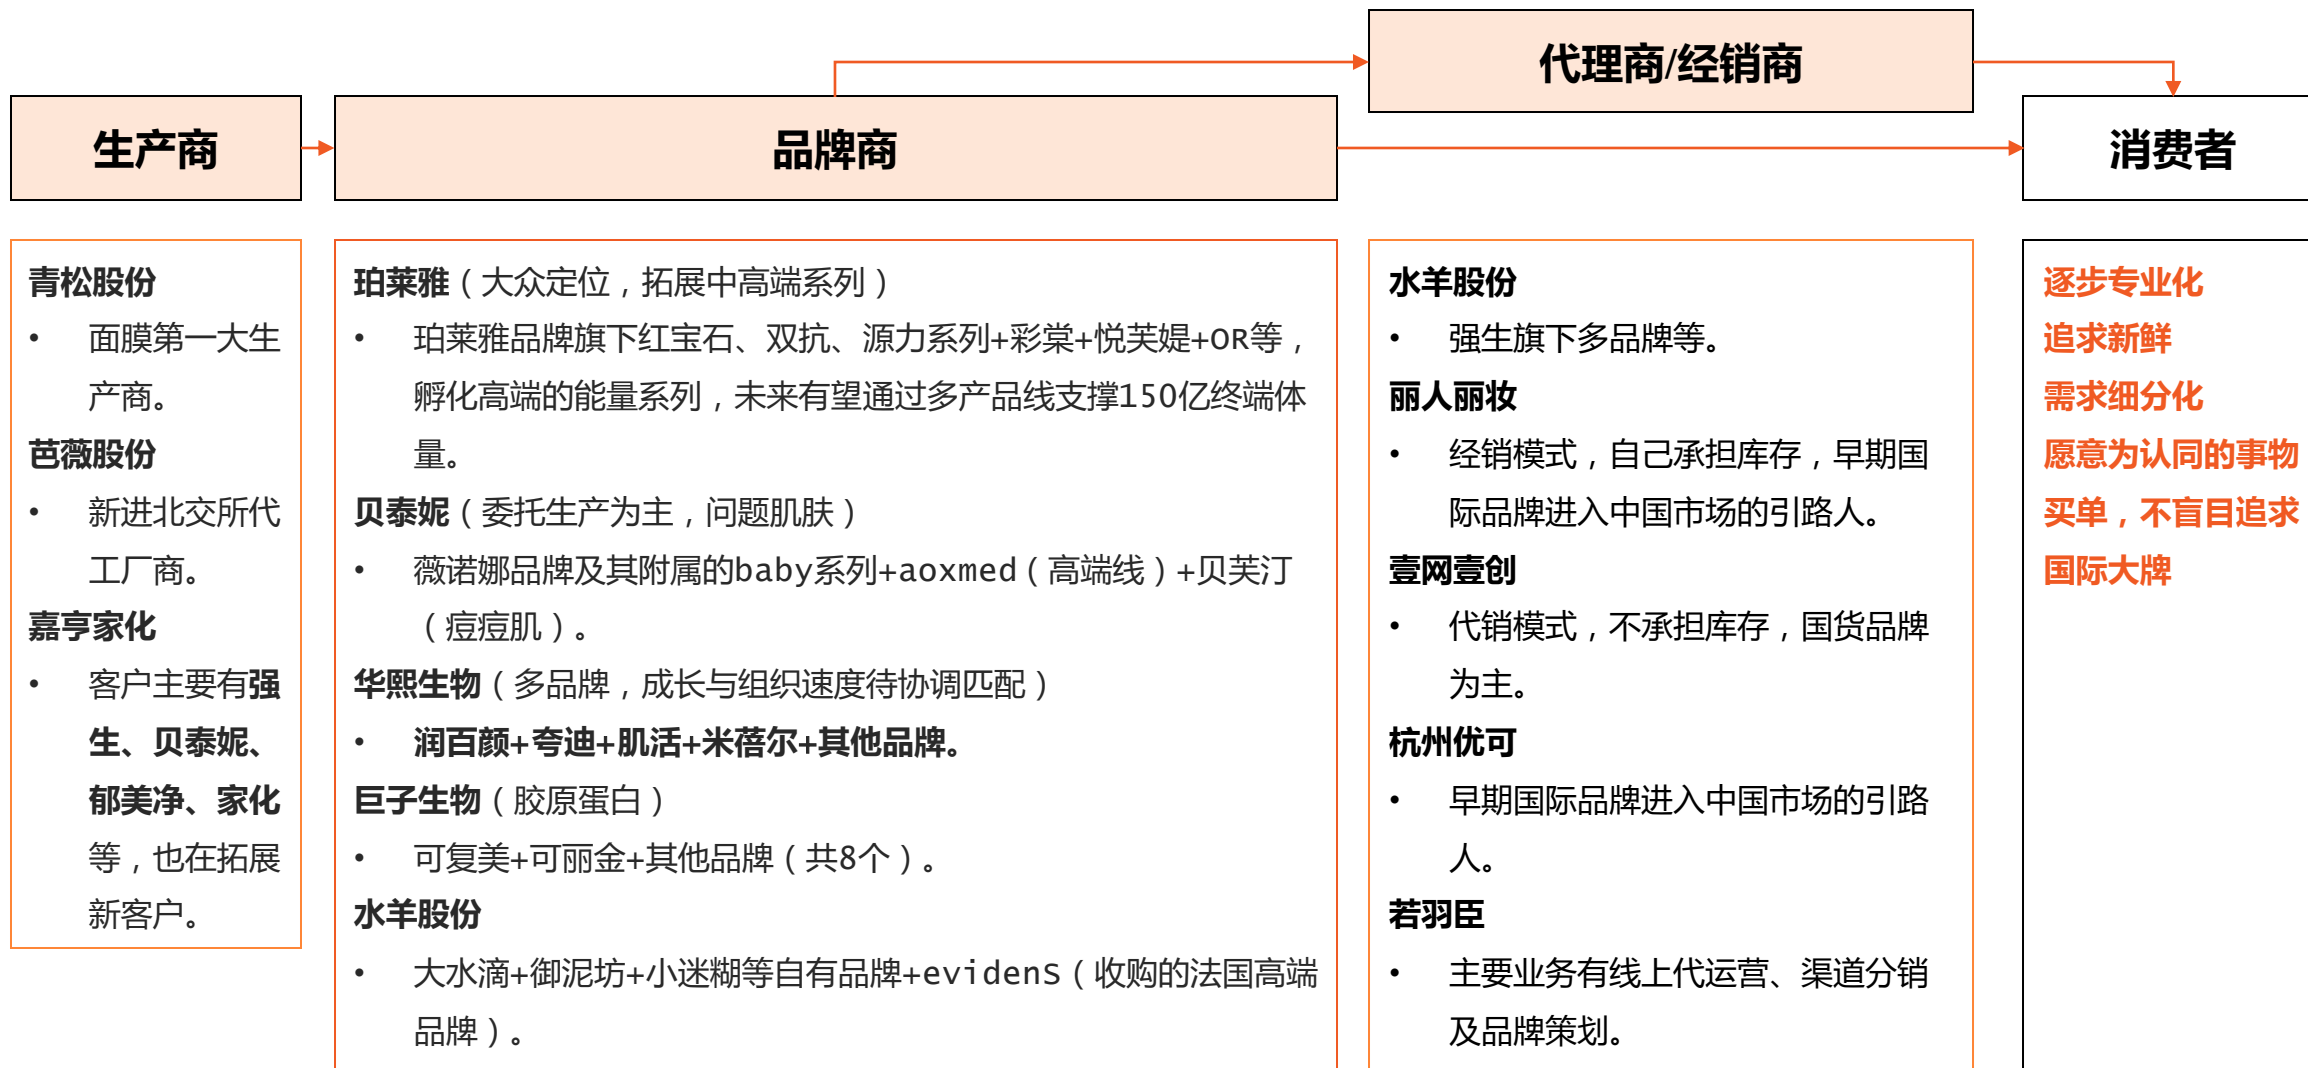 代理商/经销商
生产商
品牌商
消费者
青松股份
• 面膜第一大生
产商。
芭薇股份
• 新进北交所代
工厂商。
嘉亨家化
• 客户主要有强
生、贝泰妮、
郁美净、家化
等，也在拓展
新客户。
珀莱雅（大众定位，拓展中高端系列）
• 珀莱雅品牌旗下红宝石、双抗、源力系列+彩棠+悦芙媞+OR等，
孵化高端的能量系列，未来有望通过多产品线支撑150亿终端体
量。
贝泰妮（委托生产为主，问题肌肤）
• 薇诺娜品牌及其附属的baby系列+aoxmed（高端线）+贝芙汀
（痘痘肌）。
华熙生物（多品牌，成长与组织速度待协调匹配）
• 润百颜+夸迪+肌活+米蓓尔+其他品牌。
巨子生物（胶原蛋白）
• 可复美+可丽金+其他品牌（共8个）。
水羊股份
• 大水滴+御泥坊+小迷糊等自有品牌+evidenS（收购的法国高端
品牌）。
水羊股份
• 强生旗下多品牌等。
丽人丽妆
• 经销模式，自己承担库存，早期国
际品牌进入中国市场的引路人。
壹网壹创
• 代销模式，不承担库存，国货品牌
为主。
杭州优可
• 早期国际品牌进入中国市场的引路
人。
若羽臣
• 主要业务有线上代运营、渠道分销
及品牌策划。
逐步专业化
追求新鲜
需求细分化
愿意为认同的事物
买单，不盲目追求
国际大牌